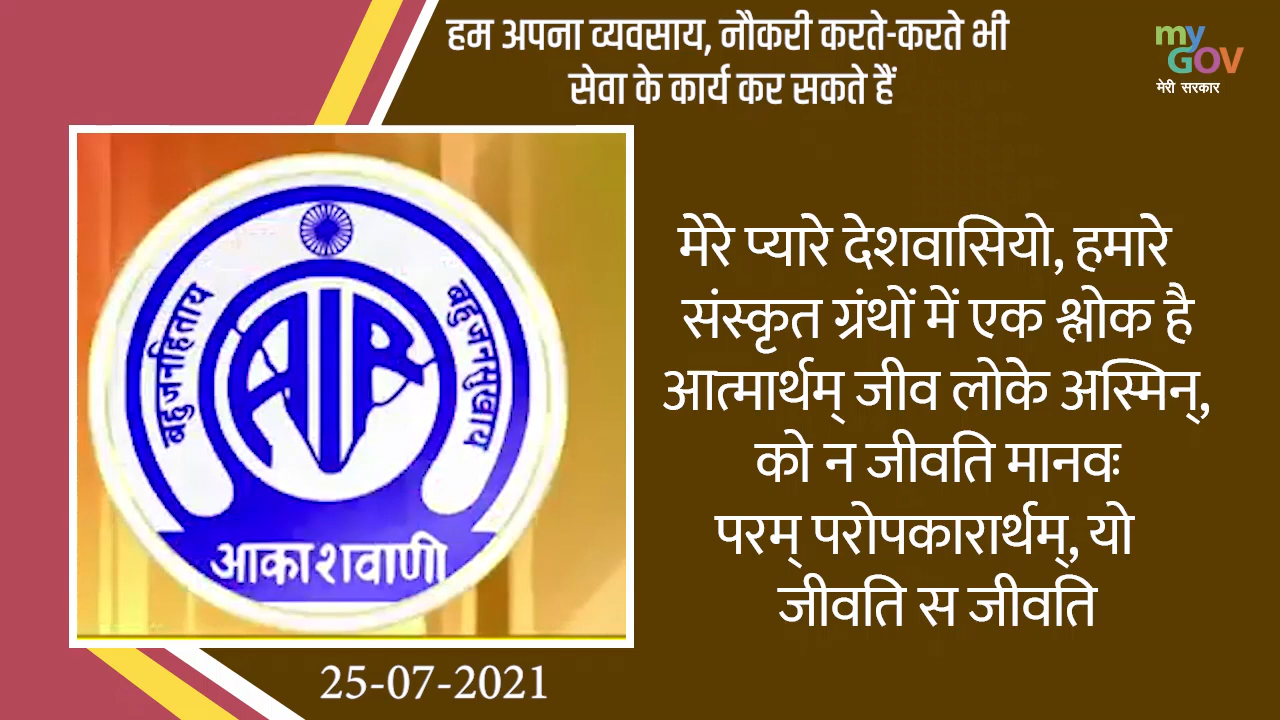 हम अपना व्यवसाय, नौकरी करते-करते भी
सेवा के कार्य कर सकते हैं
my
GOV
मेरी सरकार
बहुजनहिताय
बहुजनसुखाय
AIR
आकाशवाणी
मेरे प्यारे देशवासियो, हमारे
संस्कृत ग्रंथों में एक श्लोक है
आत्मार्थम् जीव लोके अस्मिन्,
को न जीवति मानवः
परम् परोपकारार्थम्, यो
जीवति स जीवति
25-07-2021